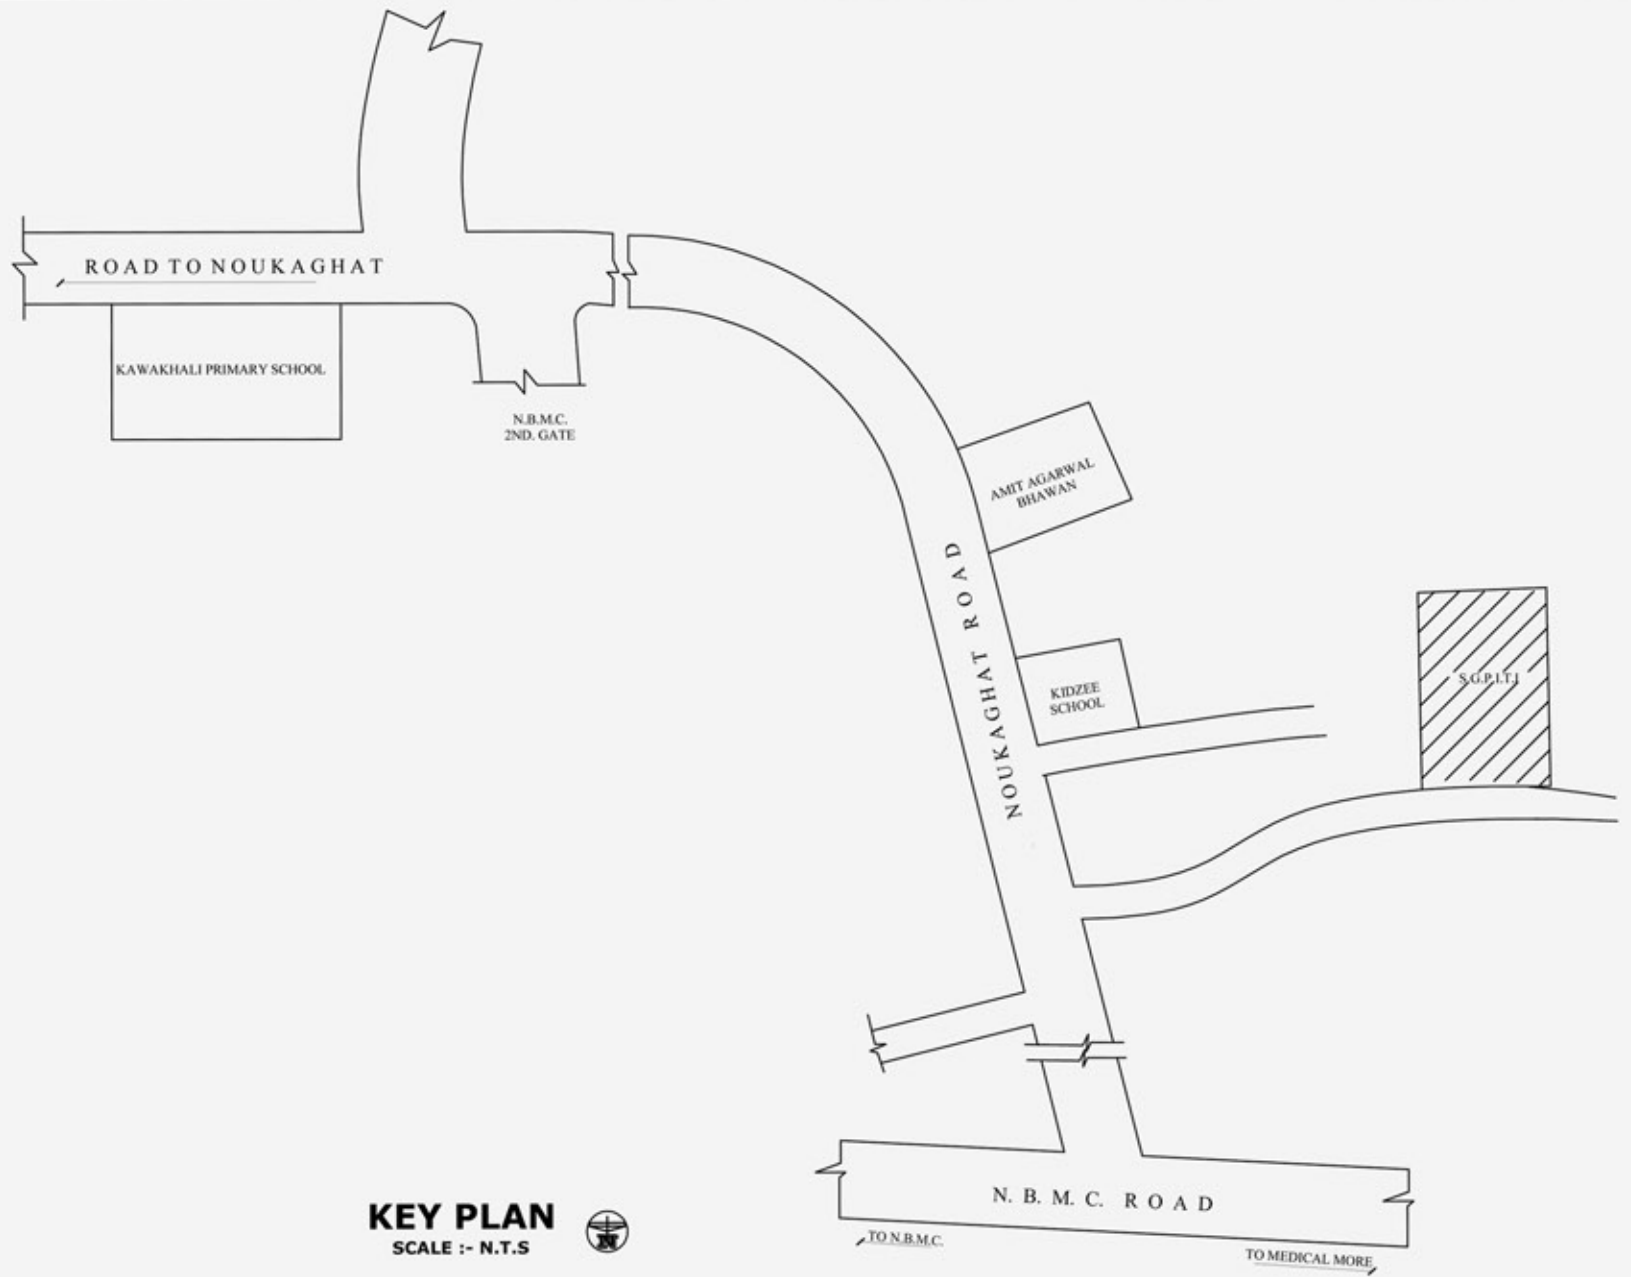 ROAD TO NOUKAGHAT
KAWAKHALI PRIMARY SCHOOL
N.B.M.C.
2ND. GATE
AMIT AGARWAL
BHAWAN
NOUKAGHAT ROAD
KIDZEE
SCHOOL
S.G.P.I.T.I
N. B. M. C. ROAD
TO N.B.M.C.
TO MEDICAL MORE
KEY PLAN
SCALE :- N.T.S
N